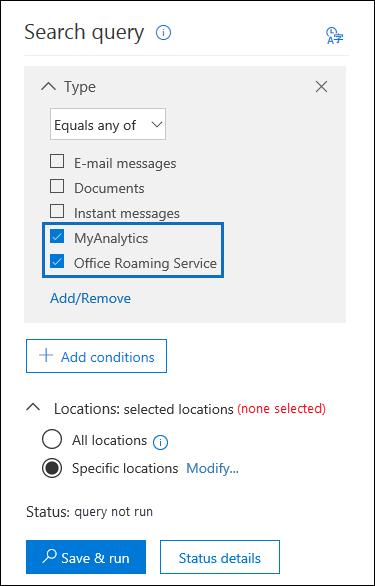 Search query
Type
Equals any of
E-mail messages
Documents
Instant messages
MyAnalytics
Office Roaming Service
Add/Remove
+ Add conditions
Locations: selected locations (none selected)
All locations
Specific locations Modify...
Status: query not run
Save & run Status details